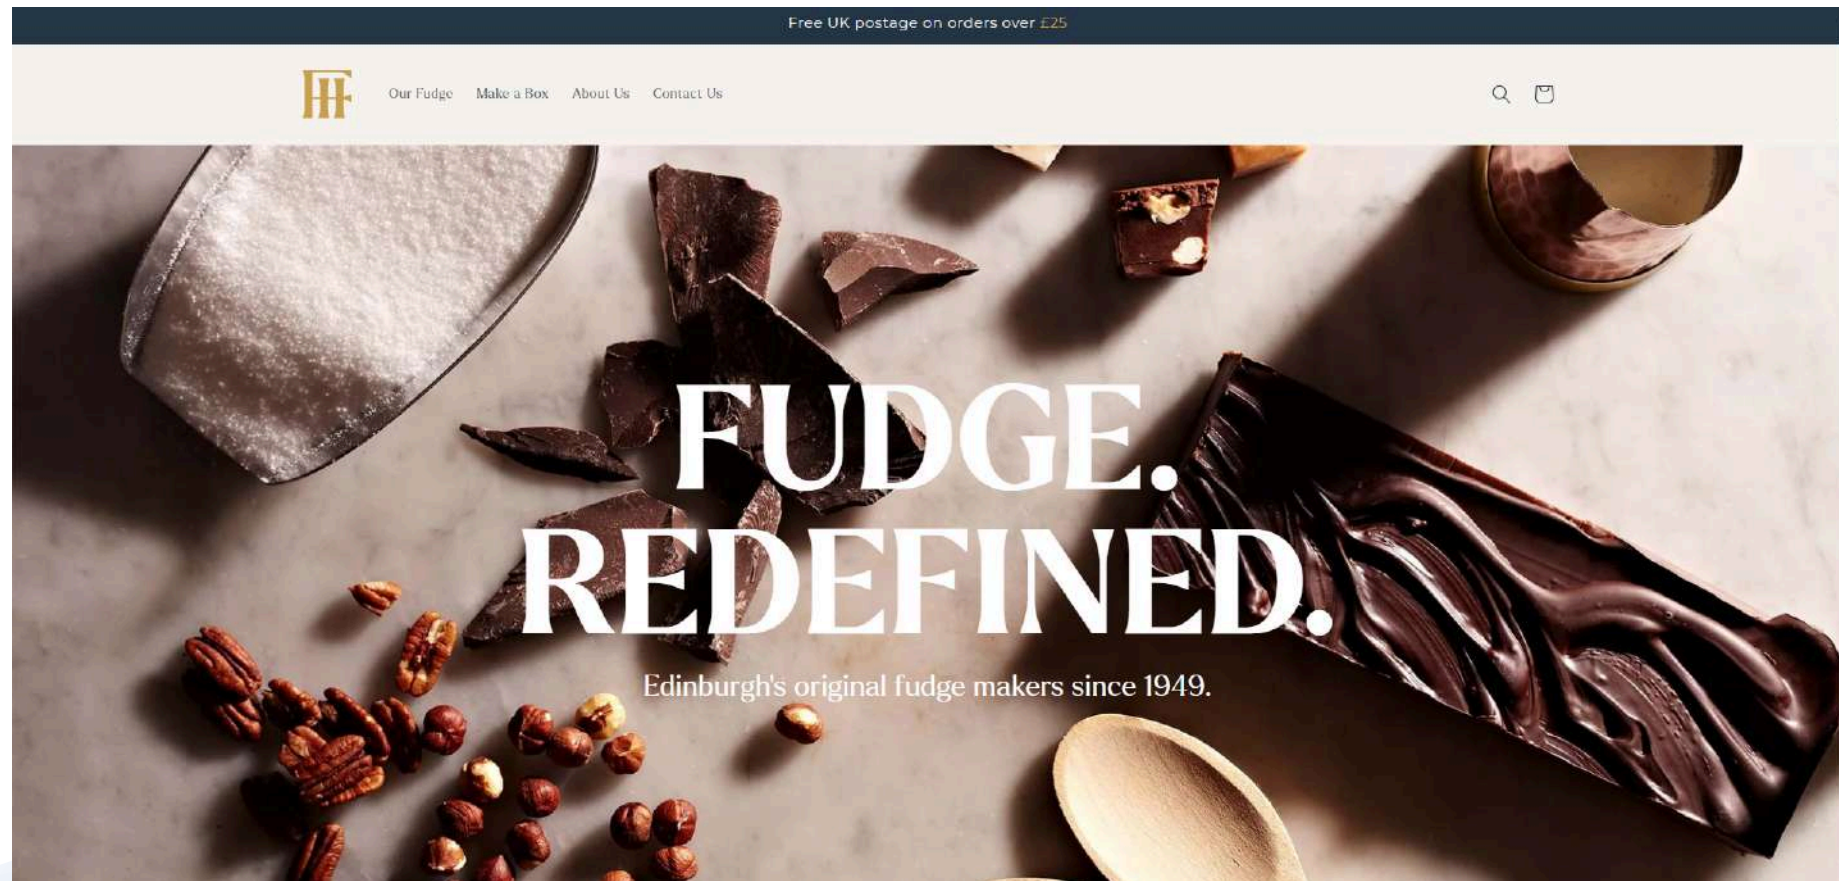 Free UK postage on orders over £25
Our Fudge Make a Box About Us Contact Us
FUDGE.
REDEFINED.
Edinburgh's original fudge makers since 1949.